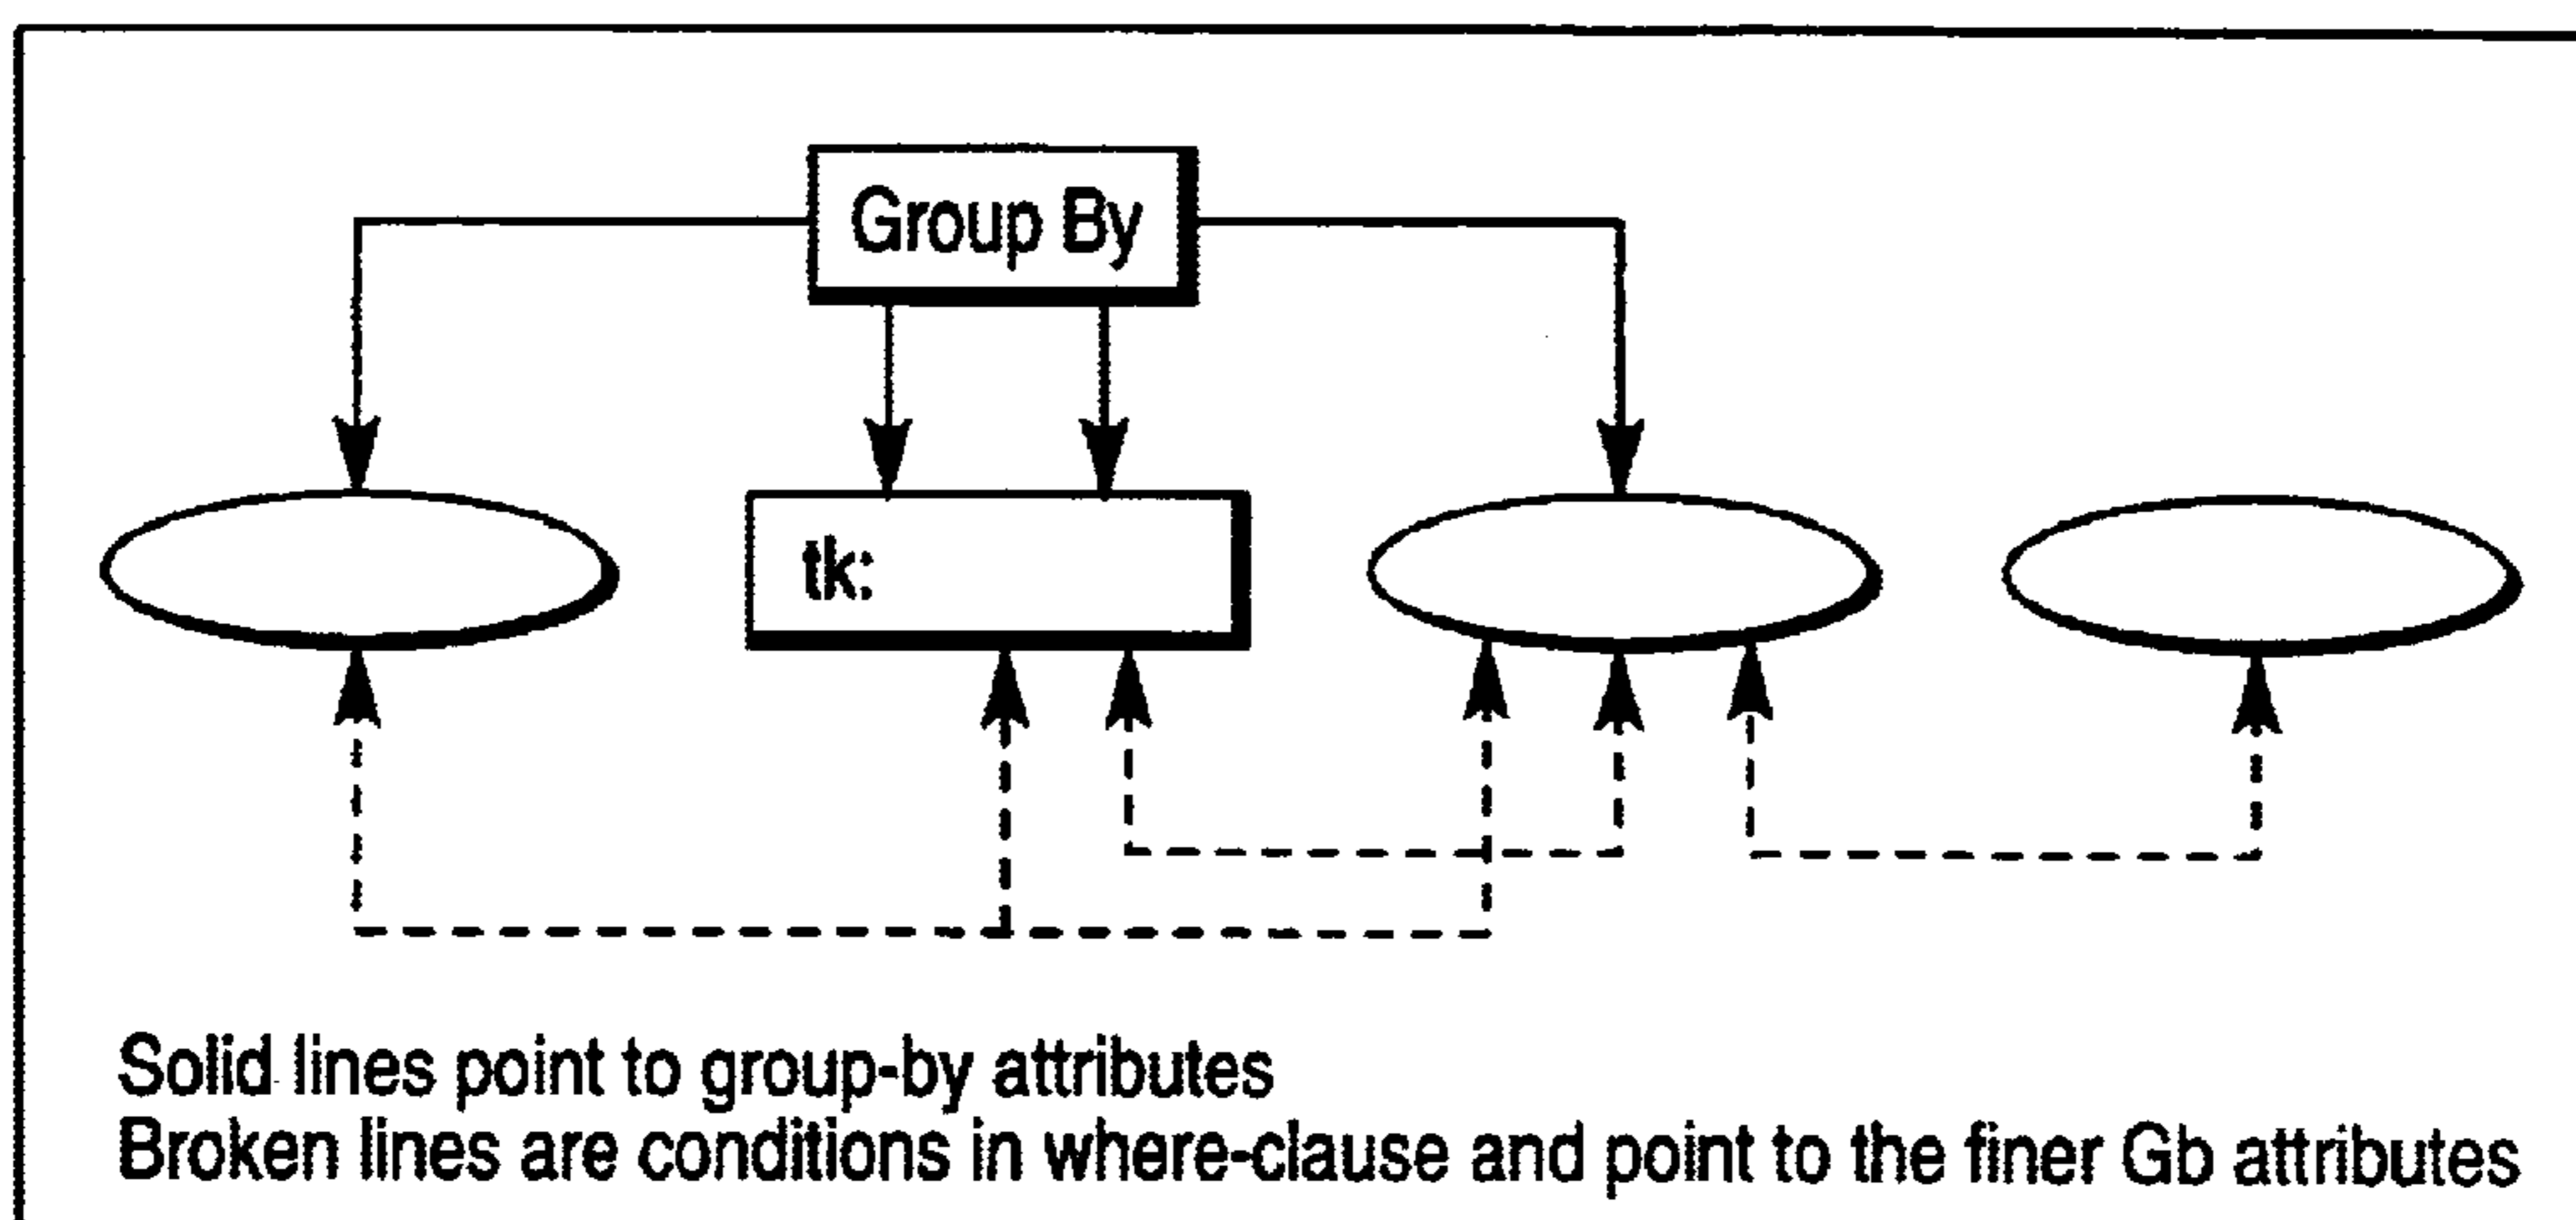 Group By
tk:
Solid lines point to group-by attributes
Broken lines are conditions in where-clause and point to the finer Gb attributes